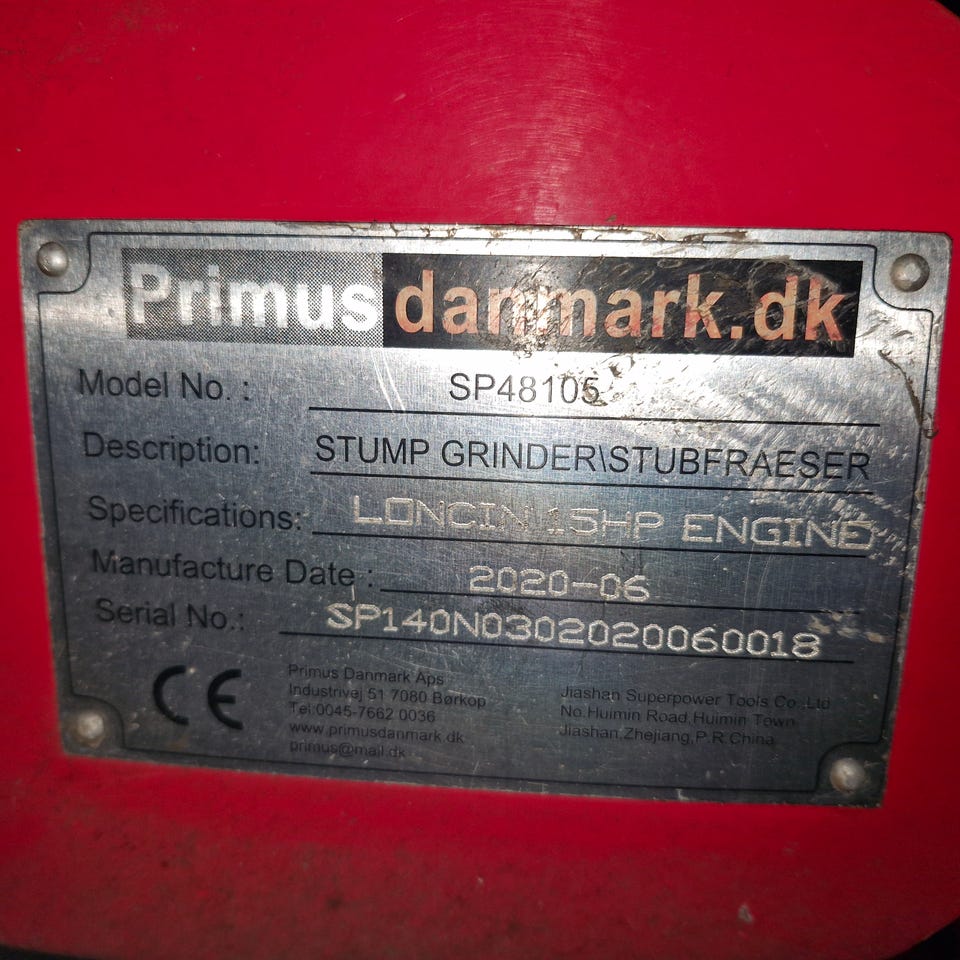 Primusdanmark.dk
Model No. : SP48105
Description: STUMP GRINDER\STUBFRAESER
Specifications: LONCIN 15HP ENGINE
Manufacture Date : 2020-06
Serial No.: SP140N0302020060018
CE
Primus Danmark Aps
Industrivej 51 7080 Børkop
Tel:0045-7662 0036
www.primusdanmark.dk
primus@mail.dk
Jiashan Superpower Tools Co.,Ltd
No.Huimin Road,Huimin Town
Jiashan,Zhejiang,P.R.China